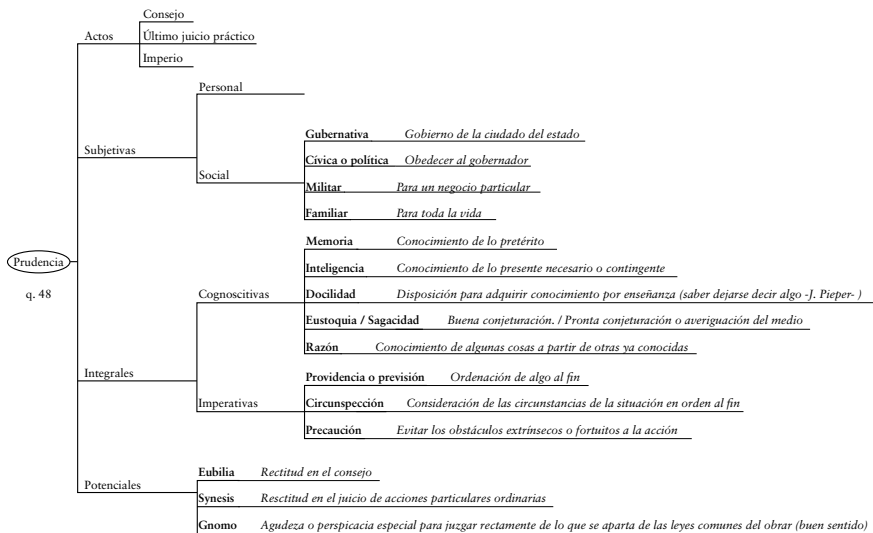 Consejo
Actos Último juicio práctico
Imperio
Personal
Gubernativa Gobierno de la ciudado del estado
Subjetivas
Cívica o política Obedecer al gobernador
Social
Militar Para un negocio particular
Familiar Para toda la vida
Memoria Conocimiento de lo pretérito
Prudencia
Inteligencia Conocimiento de lo presente necesario o contingente
q. 48
Cognoscitivas Docilidad Disposición para adquirir conocimiento por enseñanza (saber dejarse decir algo -J. Pieper- )
Eustoquia / Sagacidad Buena conjeturación. / Pronta conjeturación o averiguación del medio
Razón Conocimiento de algunas cosas a partir de otras ya conocidas
Integrales
Providencia o previsión Ordenación de algo al fin
Imperativas Circunspección Consideración de las circunstancias de la situación en orden al fin
Precaución Evitar los obstáculos extrínsecos o fortuitos a la acción
Eubilia Rectitud en el consejo
Potenciales
Synesis Resctitud en el juicio de acciones particulares ordinarias
Gnomo Agudeza o perspicacia especial para juzgar rectamente de lo que se aparta de las leyes comunes del obrar (buen sentido)